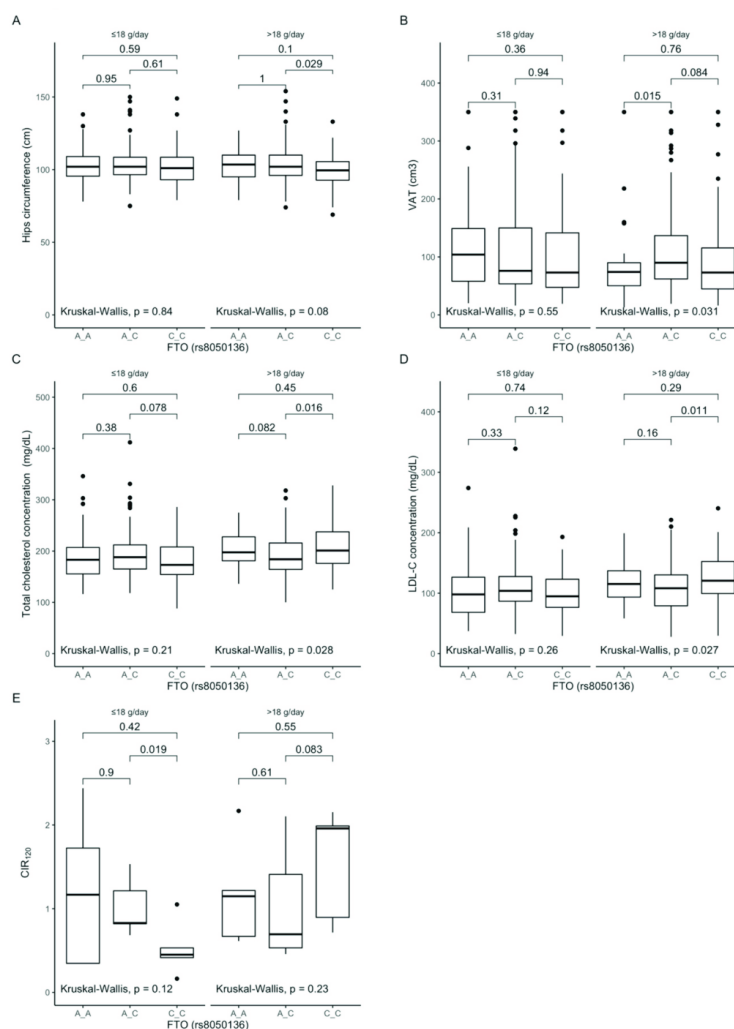 A
≤18 g/day >18 g/day
0.59 0.1
0.61 0.029
0.95 1
150
100
50
0
Hips circumference (cm)
Kruskal-Wallis, p = 0.84 Kruskal-Wallis, p = 0.08
A_A A_C C_C A_A A_C C_C
FTO (rs8050136)
B
≤18 g/day >18 g/day
0.36 0.76
0.94 0.084
0.31 0.015
400
300
200
100
0
VAT (cm3)
Kruskal-Wallis, p = 0.55 Kruskal-Wallis, p = 0.031
A_A A_C C_C A_A A_C C_C
FTO (rs8050136)
C
≤18 g/day >18 g/day
0.6 0.45
0.078 0.016
0.38 0.082
500
400
300
200
100
0
Total cholesterol concentration (mg/dL)
Kruskal-Wallis, p = 0.21 Kruskal-Wallis, p = 0.028
A_A A_C C_C A_A A_C C_C
FTO (rs8050136)
D
≤18 g/day >18 g/day
0.74 0.29
0.12 0.011
0.33 0.16
400
300
200
100
0
LDL-C concentration (mg/dL)
Kruskal-Wallis, p = 0.26 Kruskal-Wallis, p = 0.027
A_A A_C C_C A_A A_C C_C
FTO (rs8050136)
E
≤18 g/day >18 g/day
0.42 0.55
0.019 0.083
0.9 0.61
3
2
1
0
CIR120
Kruskal-Wallis, p = 0.12 Kruskal-Wallis, p = 0.23
A_A A_C C_C A_A A_C C_C
FTO (rs8050136)